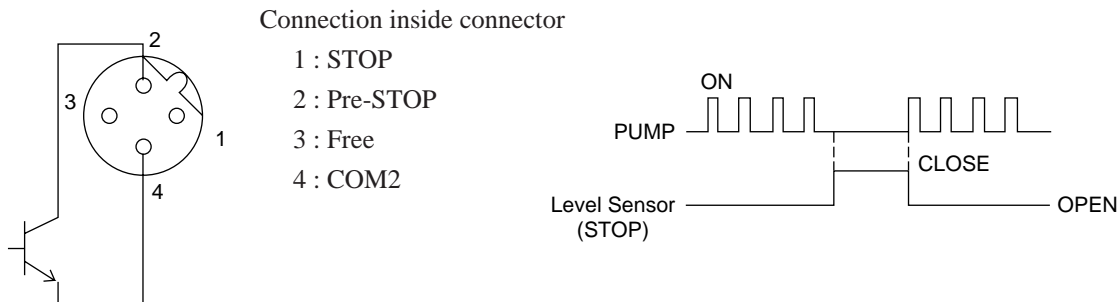 Connection inside connector
1 : STOP
2 : Pre-STOP
3 : Free
4 : COM2
2
3
1
4
ON
PUMP
CLOSE
Level Sensor
(STOP)
OPEN